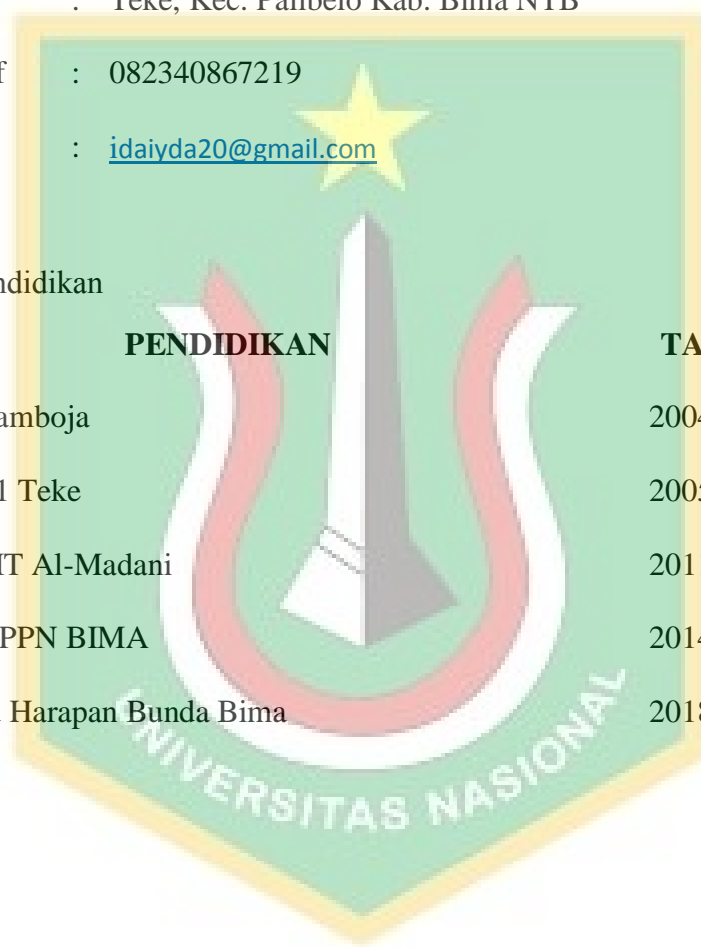 : Teke, Kec. Palibelo Kab. Bima NTB
f : 082340867219
: idaiyda20@gmail.com
ndidikan
PENDIDIKAN TA
amboja 2004
1 Teke 2005
IT Al-Madani 201
PPN BIMA 2014
Harapan Bunda Bima 2018
UNIVERSITAS NASIONAL